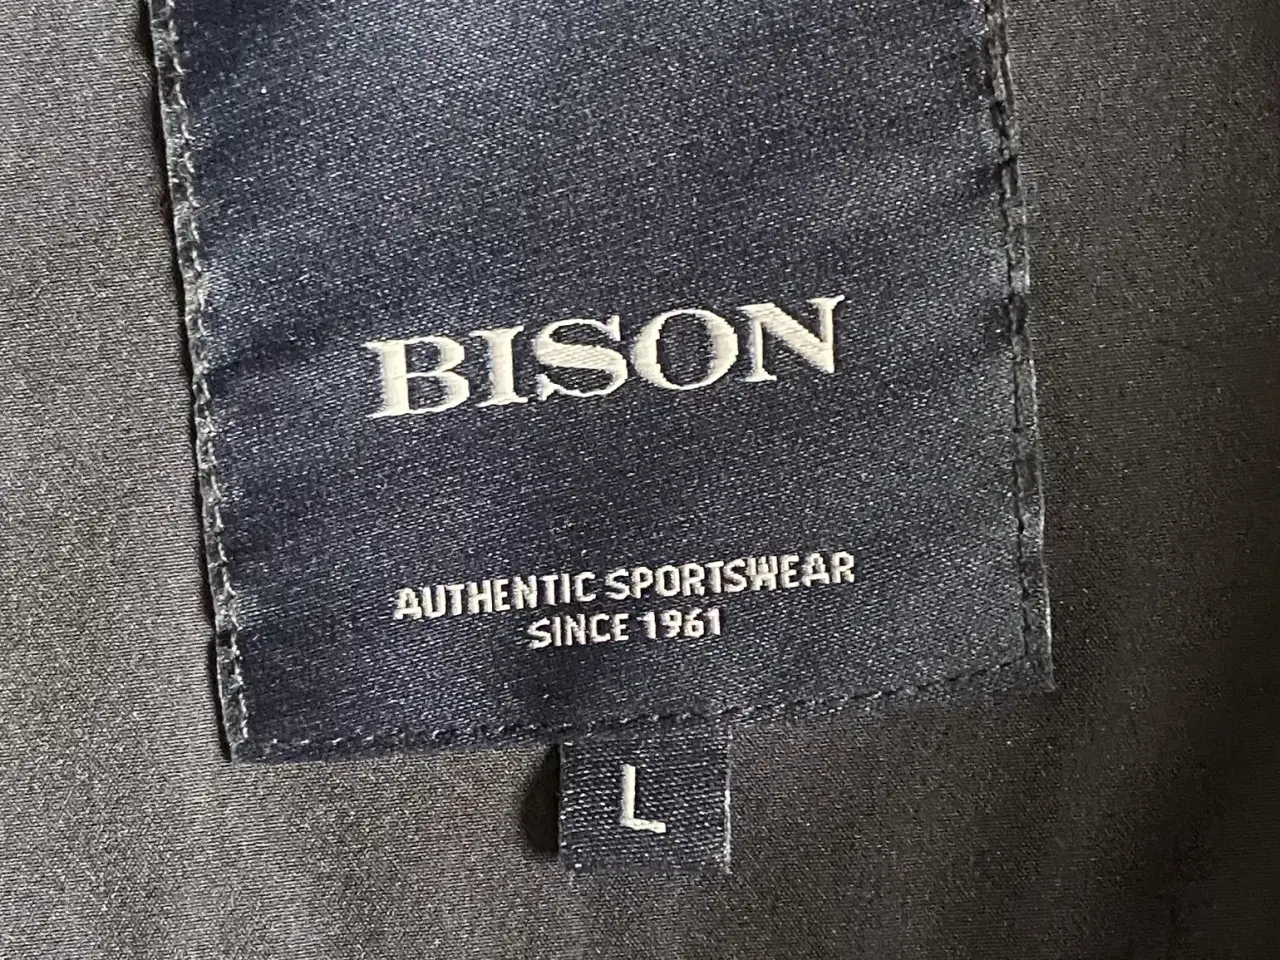 BISON
AUTHENTIC SPORTSWEAR
SINCE 1961
L